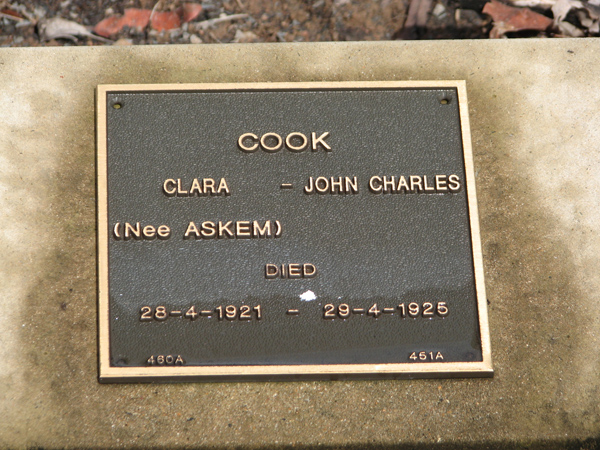 COOK
CLARA - JOHN CHARLES
(Nee ASKEM)
DIED
28-4-1921 - 29-4-1925
460A 451A